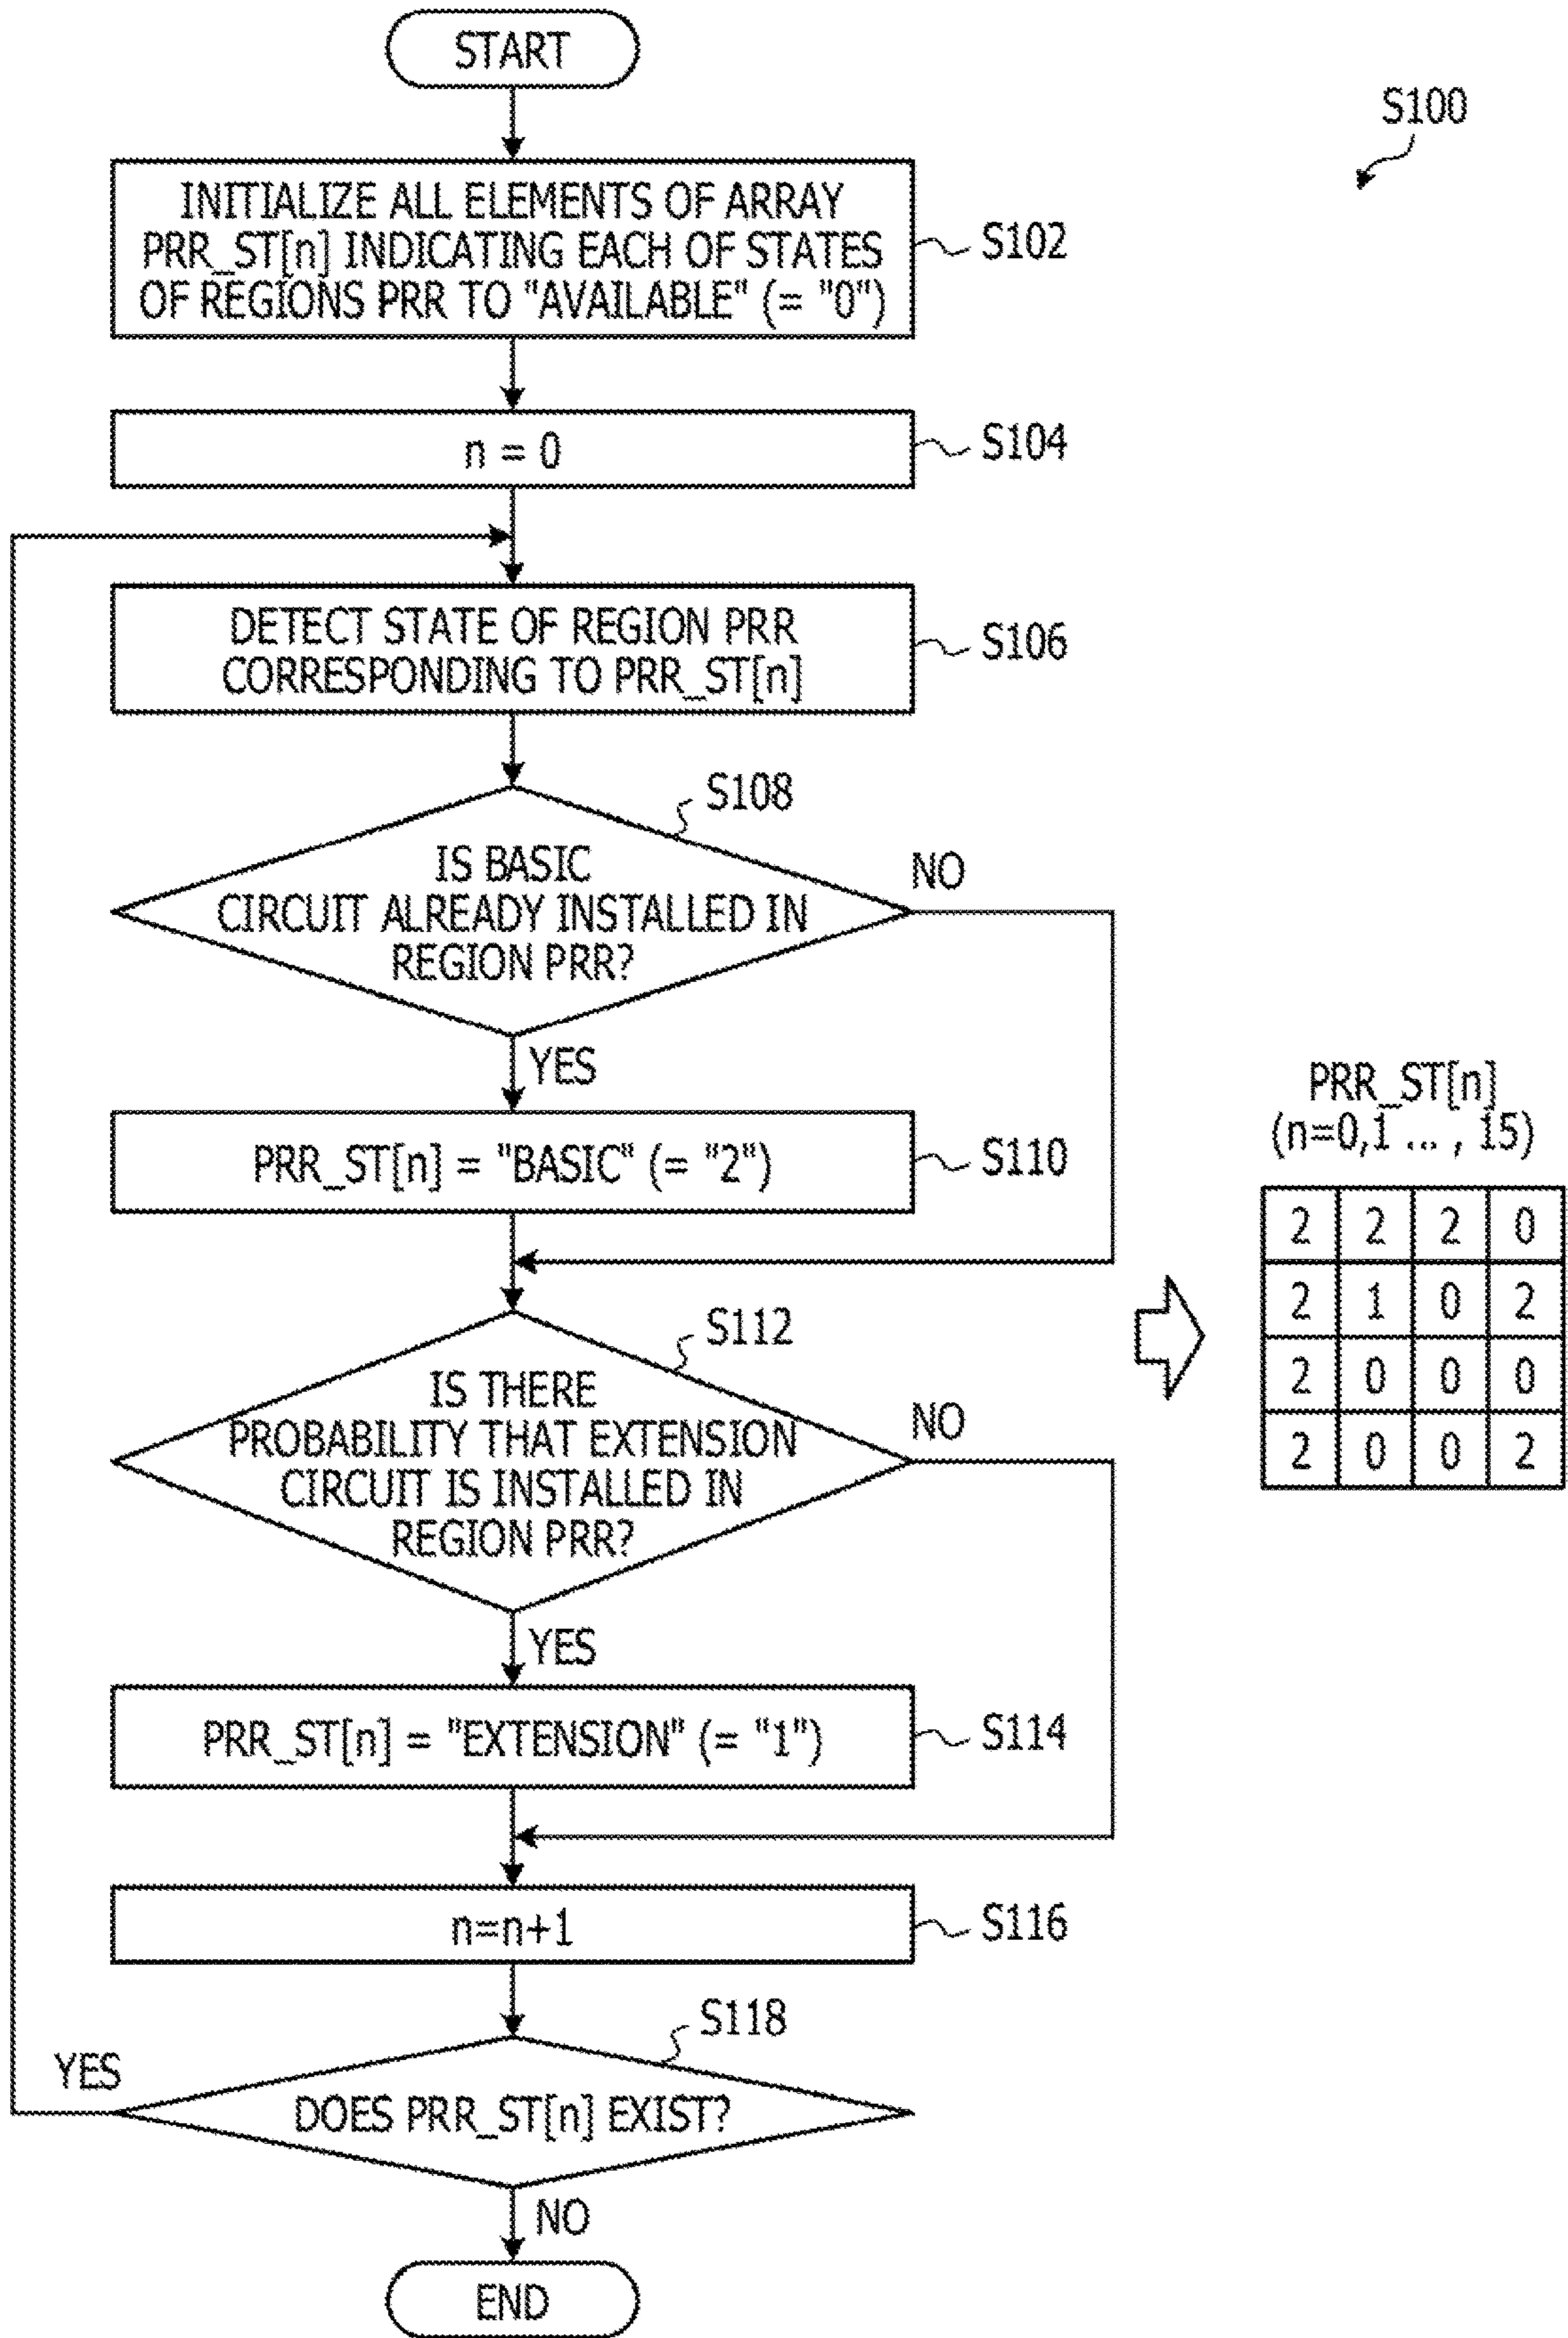 START
S100
INITIALIZE ALL ELEMENTS OF ARRAY
PRR_ST[n] INDICATING EACH OF STATES
OF REGIONS PRR TO "AVAILABLE" (= "0")
S102
n = 0
S104
DETECT STATE OF REGION PRR
CORRESPONDING TO PRR_ST[n]
S106
S108
IS BASIC
CIRCUIT ALREADY INSTALLED IN
REGION PRR?
NO
YES
PRR_ST[n] = "BASIC" (= "2")
S110
S112
IS THERE
PROBABILITY THAT EXTENSION
CIRCUIT IS INSTALLED IN
REGION PRR?
NO
YES
PRR_ST[n] = "EXTENSION" (= "1")
S114
n=n+1
S116
S118
DOES PRR_ST[n] EXIST?
YES
NO
END
PRR_ST[n]
(n=0,1 ... , 15)
2 2 2 0
2 1 0 2
2 0 0 0
2 0 0 2